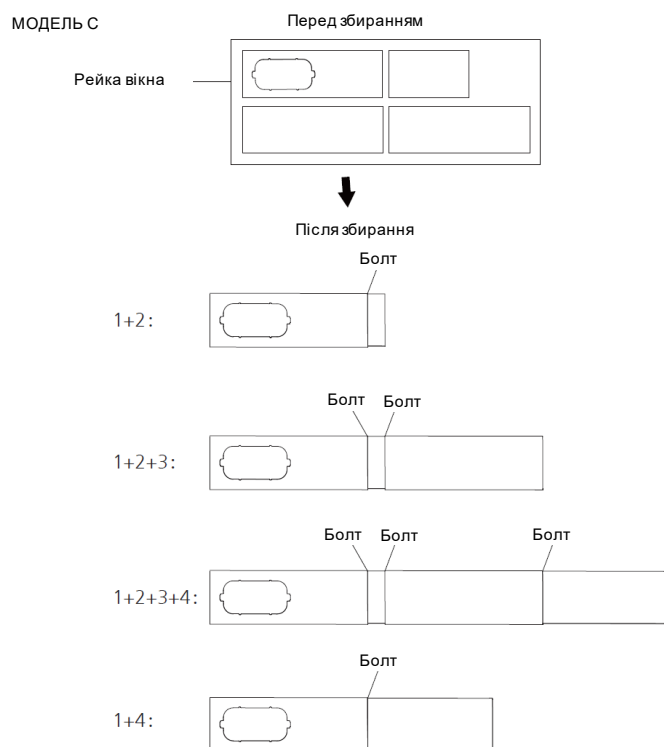 МОДЕЛЬ C
Перед збиранням
Рейка вікна
Після збирання
Болт
1+2:
Болт Болт
1+2+3:
Болт Болт Болт
1+2+3+4:
Болт
1+4: